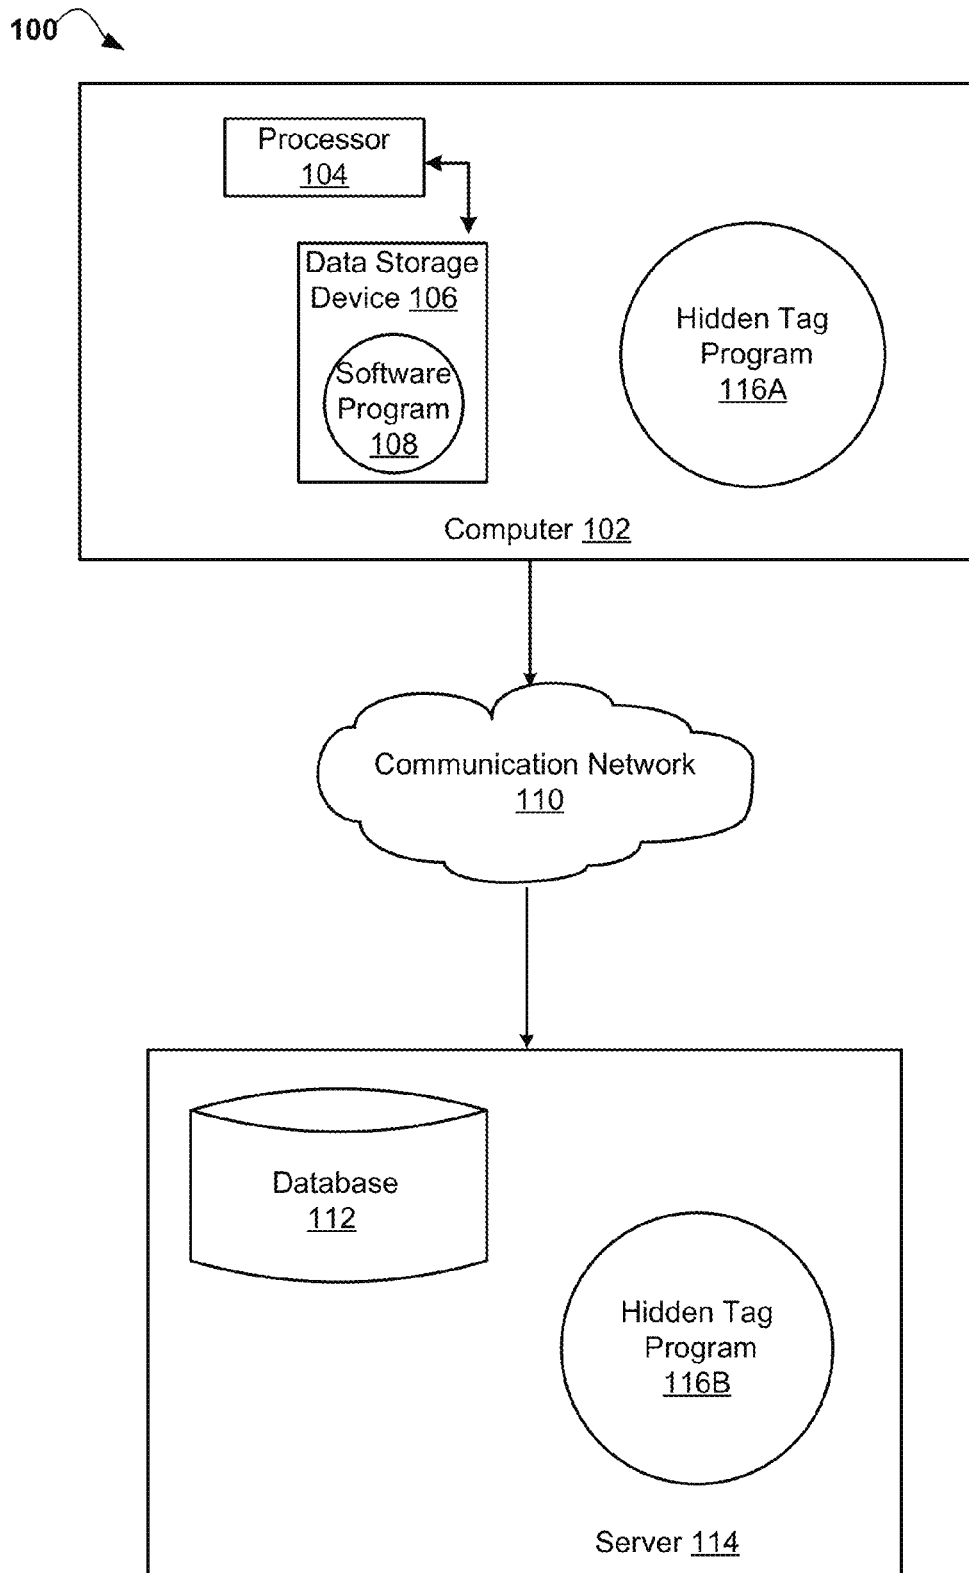 100
Processor
104
Data Storage
Device 106
Software
Program
108
Hidden Tag
Program
116A
Computer 102
Communication Network
110
Database
112
Hidden Tag
Program
116B
Server 114